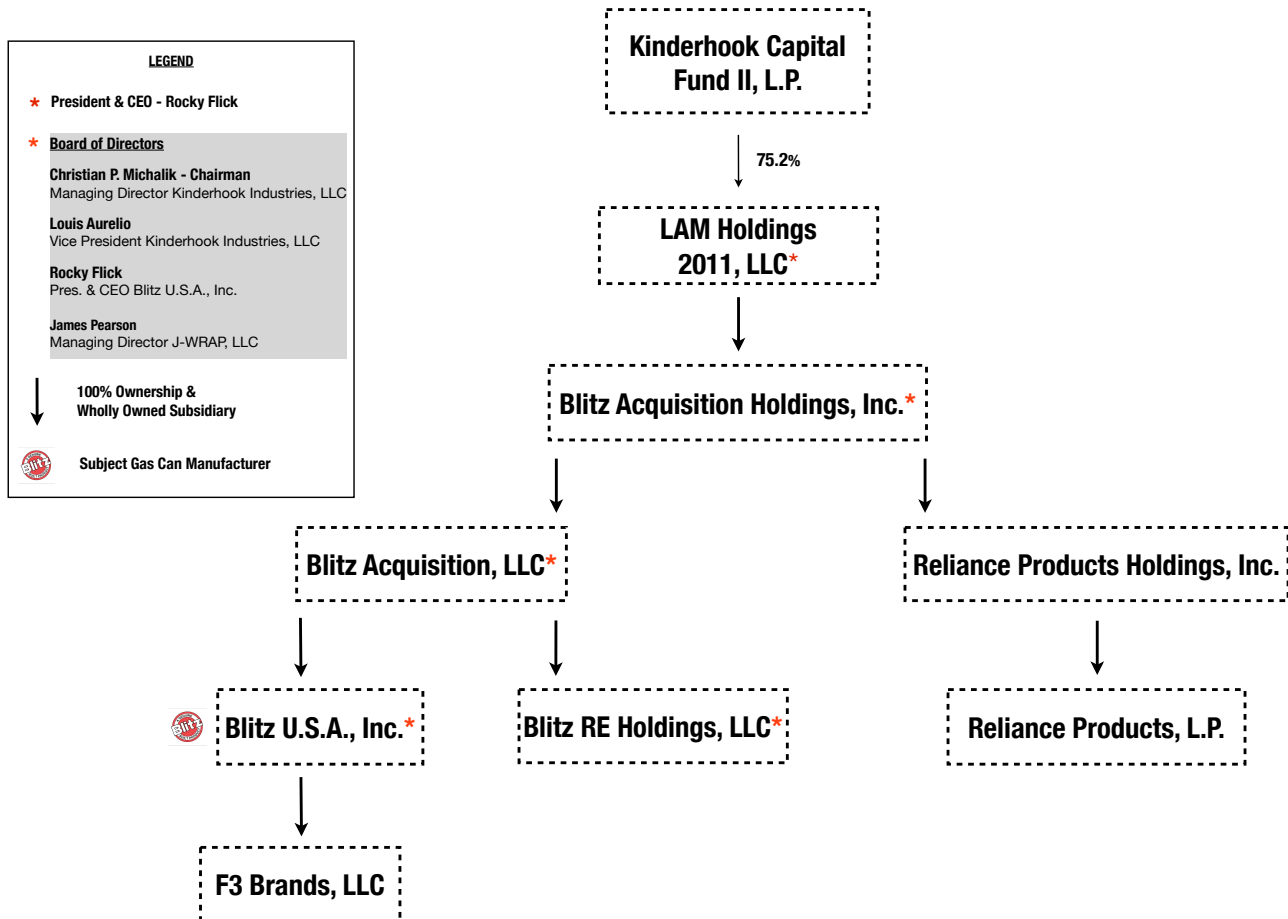 LEGEND
* President & CEO - Rocky Flick
* Board of Directors
Christian P. Michalik - Chairman
Managing Director Kinderhook Industries, LLC
Louis Aurelio
Vice President Kinderhook Industries, LLC
Rocky Flick
Pres. & CEO Blitz U.S.A., Inc.
James Pearson
Managing Director J-WRAP, LLC
100% Ownership &
Wholly Owned Subsidiary
Blitz
Subject Gas Can Manufacturer
Kinderhook Capital
Fund II, L.P.
75.2%
LAM Holdings
2011, LLC*
Blitz Acquisition Holdings, Inc.*
Blitz Acquisition, LLC*
Reliance Products Holdings, Inc.
Blitz
Blitz U.S.A., Inc.*
Blitz RE Holdings, LLC*
Reliance Products, L.P.
F3 Brands, LLC